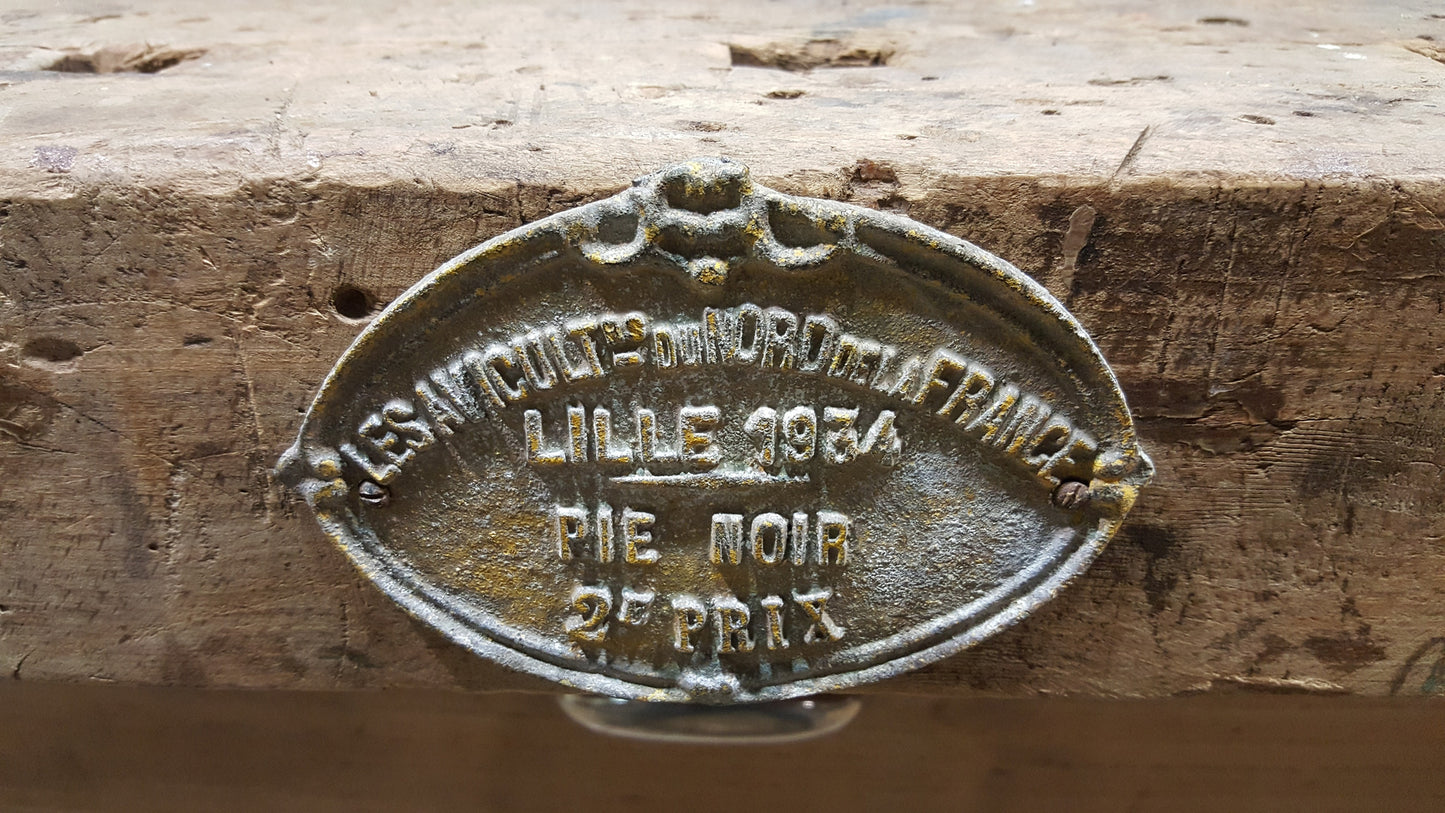 LES AVICULTRS DU NORD DE LA FRANCE
LILLE 1934
PIE NOIR
2E PRIX